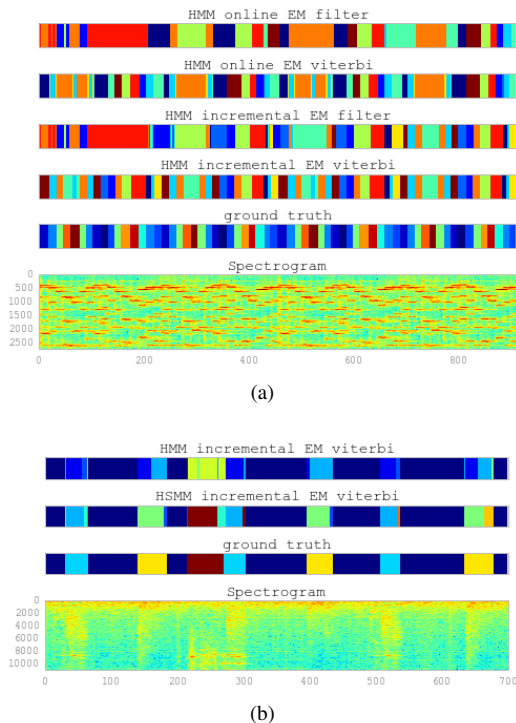 HMM online EM filter
HMM online EM viterbi
HMM incremental EM filter
HMM incremental EM viterbi
ground truth
Spectrogram
0
500
1000
1500
2000
2500
0 200 400 600 800
(a)
HMM incremental EM viterbi
HSMM incremental EM viterbi
ground truth
Spectrogram
0
2000
4000
6000
8000
10000
0 100 200 300 400 500 600 700
(b)